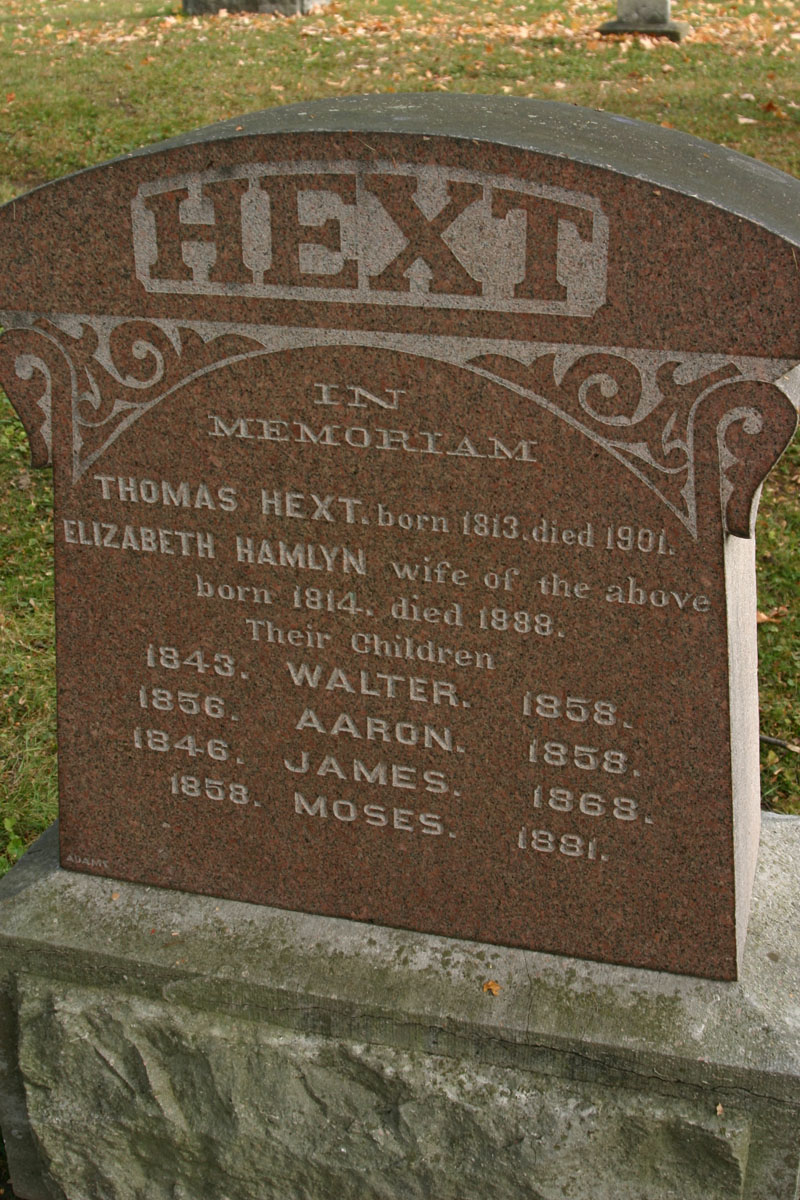 HEXT
IN
MEMORIAM
THOMAS HEXT. born 1813. died 1901.
ELIZABETH HAMLYN wife of the above
born 1814. died 1888.
Their Children
1843. WALTER. 1858.
1856. AARON. 1858.
1846. JAMES. 1868.
1858. MOSES. 1881.